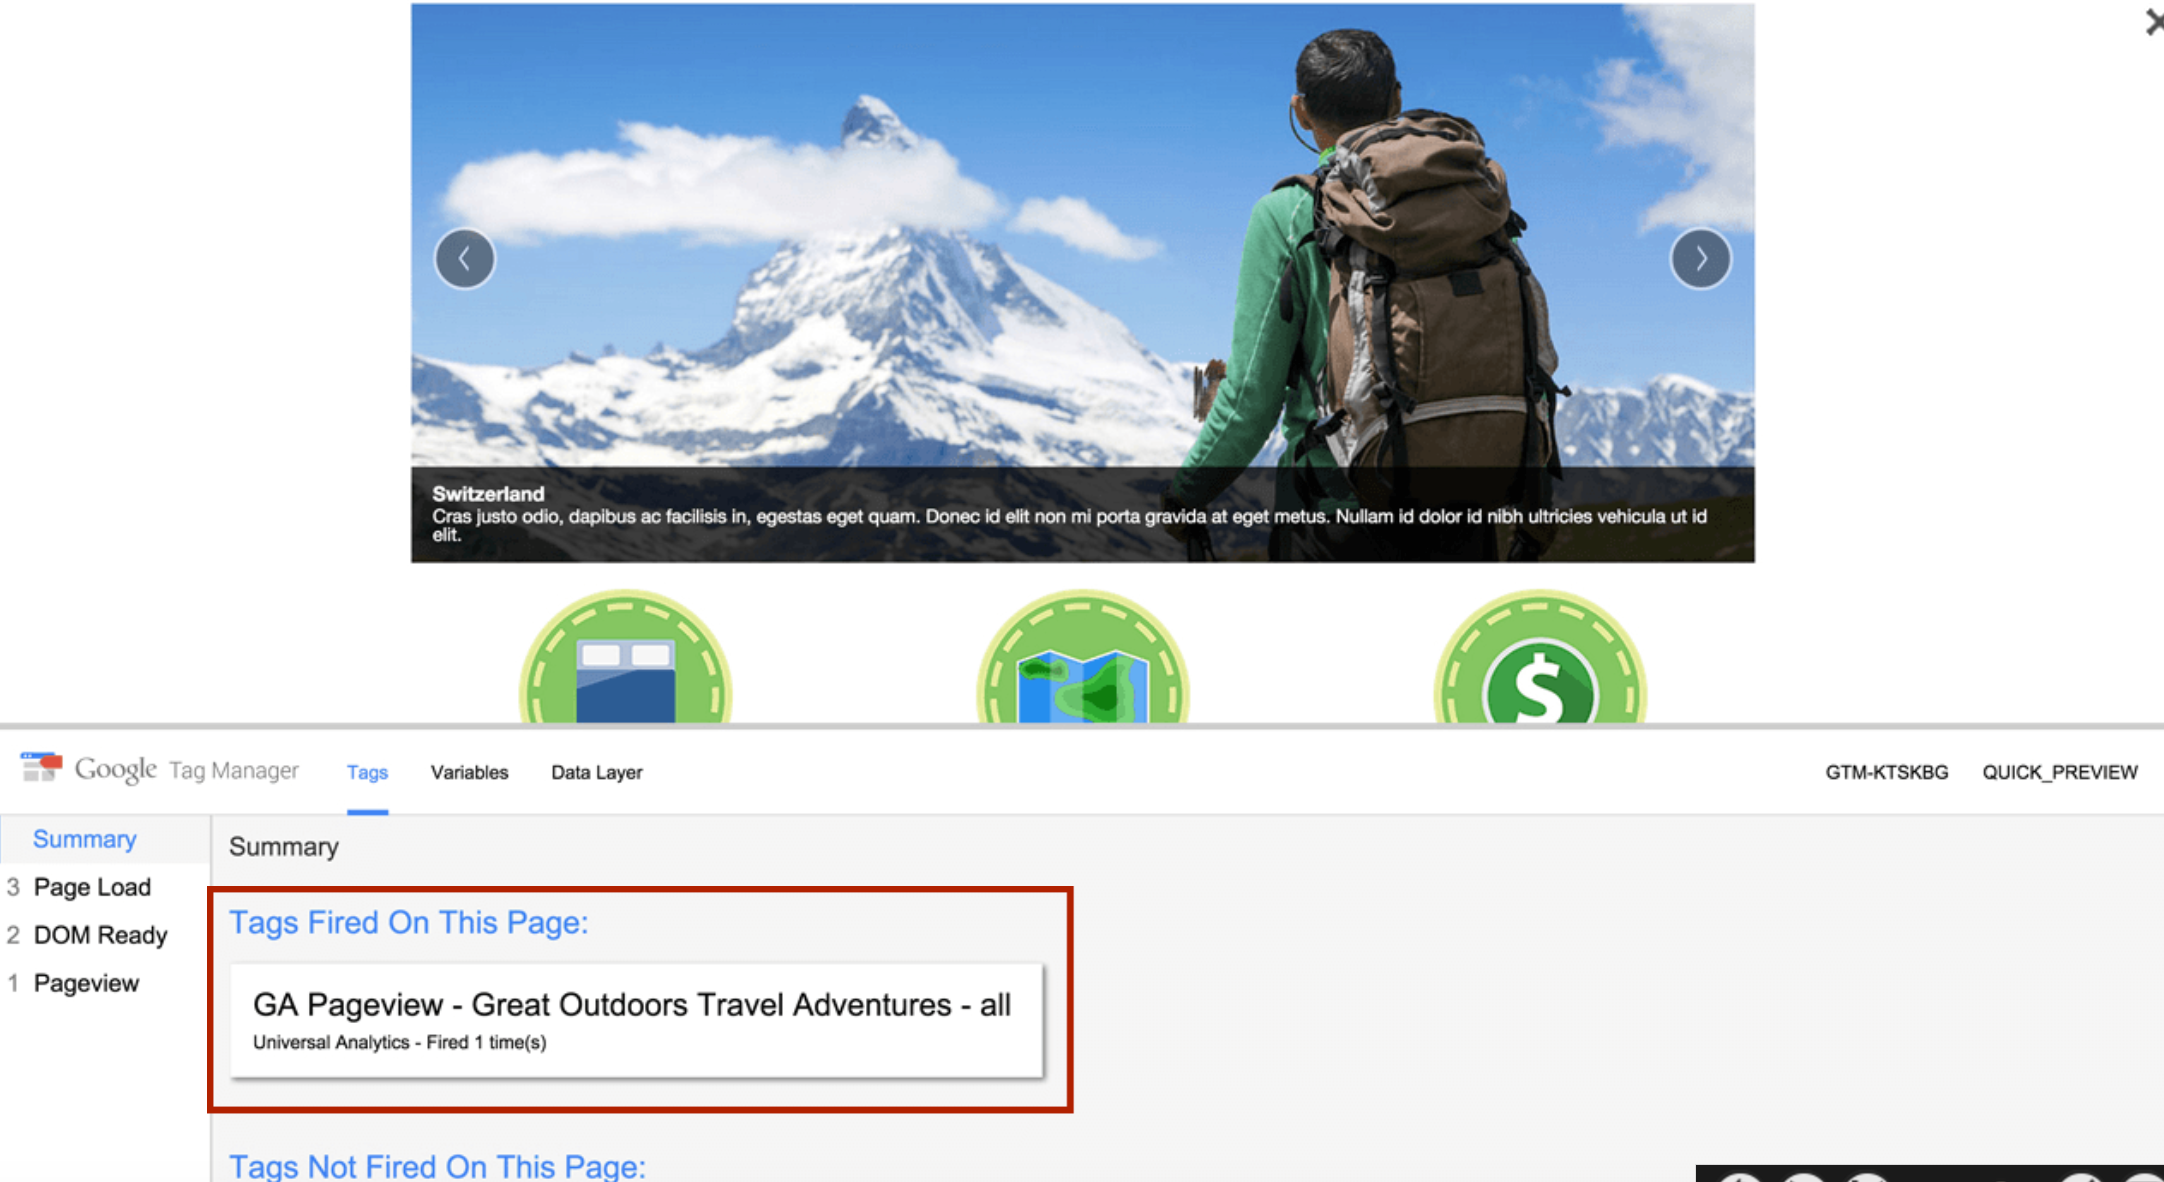 Switzerland
Cras justo odio, dapibus ac facilisis in, egestas eget quam. Donec id elit non mi porta gravida at eget metus. Nullam id dolor id nibh ultricies vehicula ut id
elit.
$
Google Tag Manager Tags Variables Data Layer GTM-KTSKBG QUICK_PREVIEW
Summary
3 Page Load
2 DOM Ready
1 Pageview
Summary
Tags Fired On This Page:
GA Pageview - Great Outdoors Travel Adventures - all
Universal Analytics - Fired 1 time(s)
Tags Not Fired On This Page: